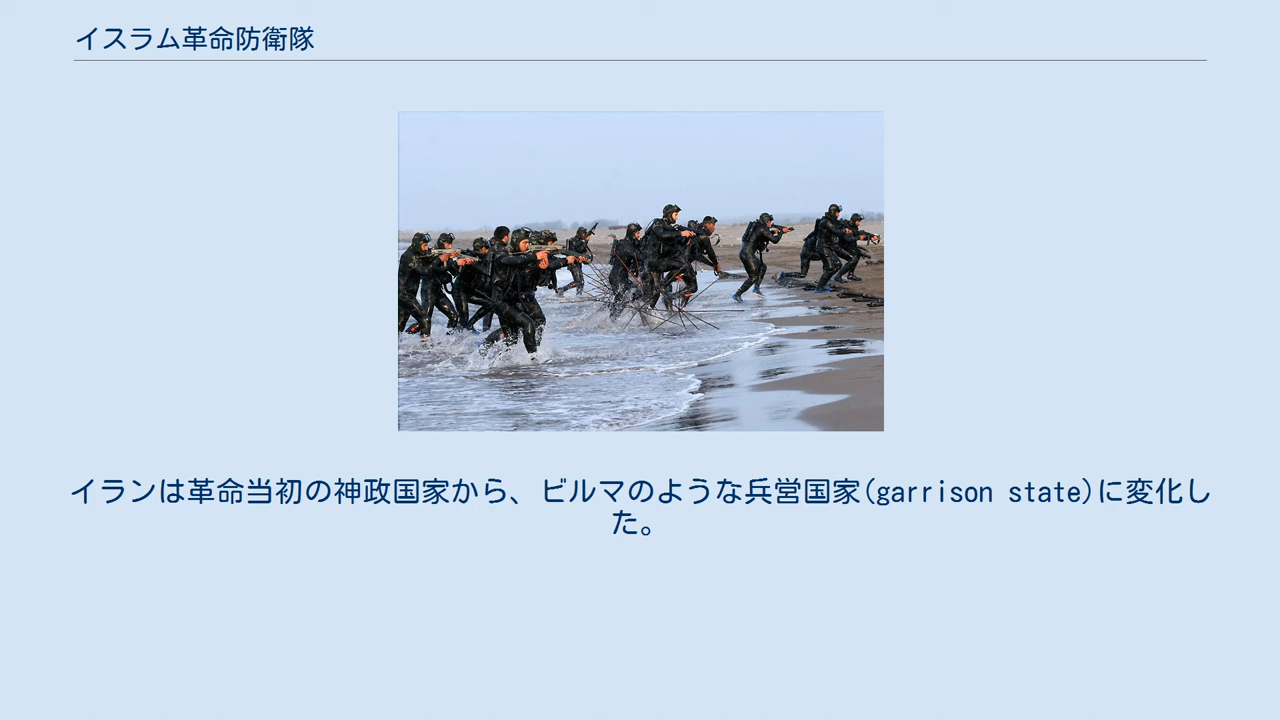 イスラム革命防衛隊
イランは革命当初の神政国家から、ビルマのような兵営国家(garrison state)に変化し
た。